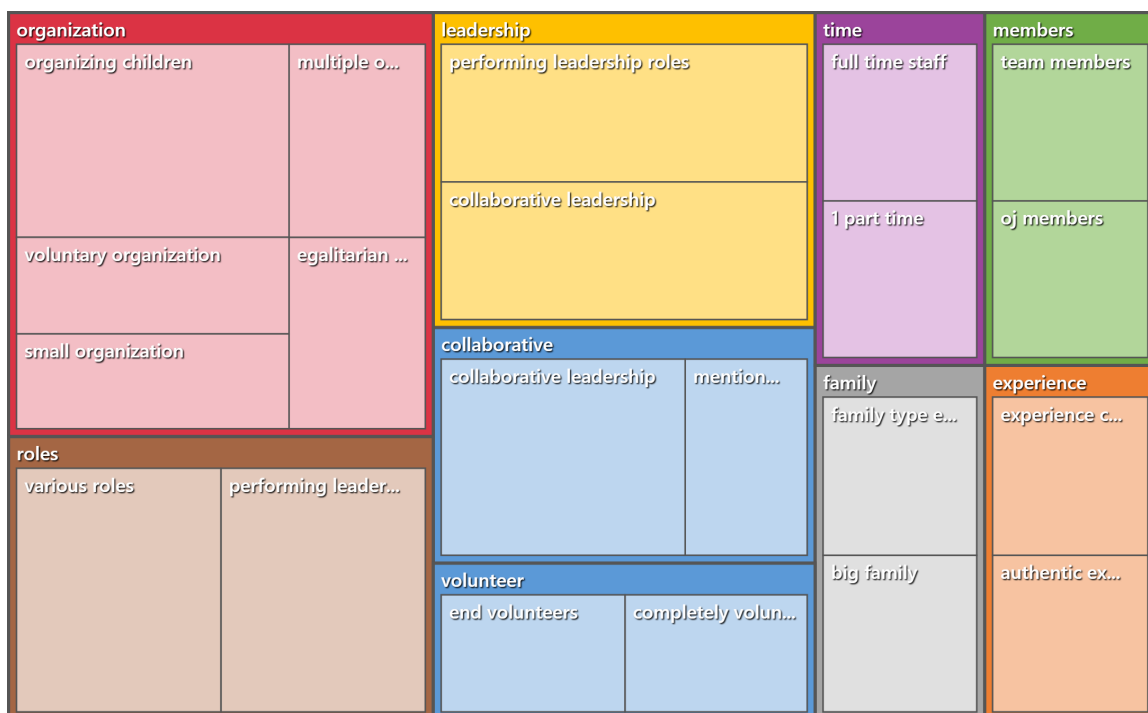 organization
organizing children
multiple o...
voluntary organization
egalitarian ...
small organization
roles
various roles
performing leader...
leadership
performing leadership roles
collaborative leadership
collaborative
collaborative leadership
mention...
volunteer
end volunteers
completely volun...
time
full time staff
1 part time
members
team members
oj members
family
family type e...
big family
experience
experience c...
authentic ex...